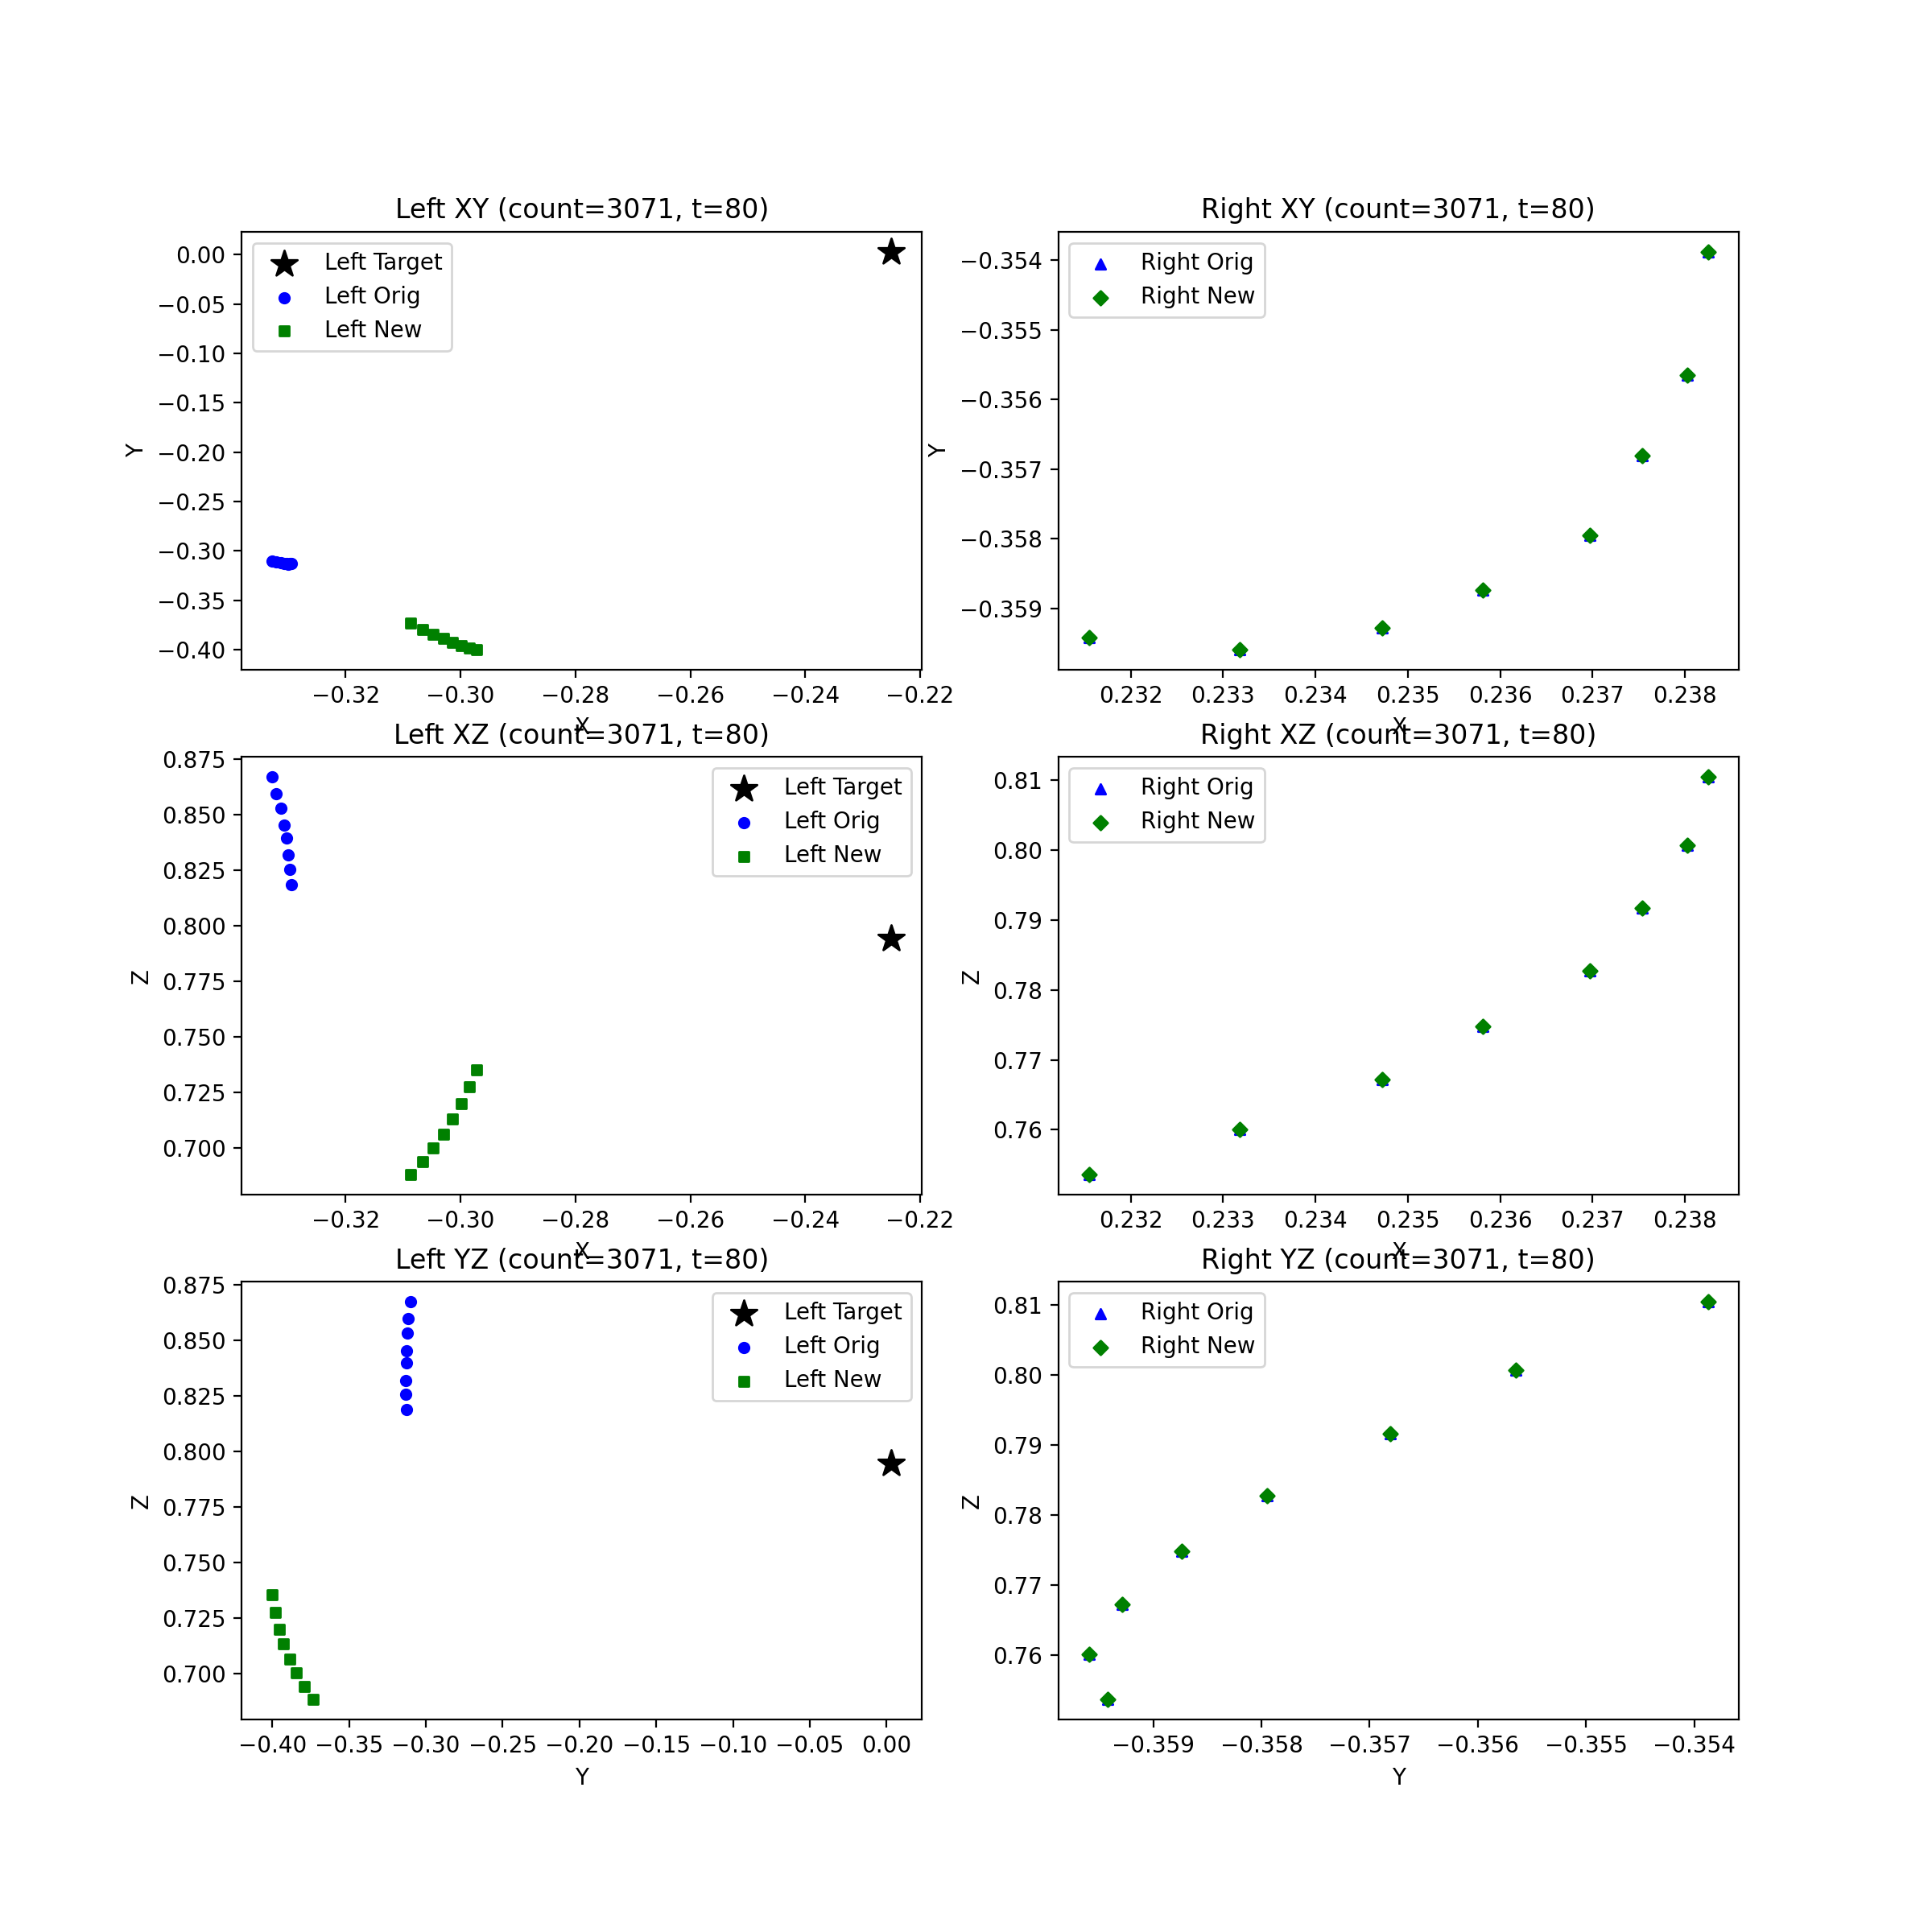 Left XY (count=3071, t=80)
Left Target
Left Orig
Left New
0.00
−0.05
−0.10
−0.15
−0.20
−0.25
−0.30
−0.35
−0.40
Y
−0.32 −0.30 −0.28 −0.26 −0.24 −0.22
X
Right XY (count=3071, t=80)
Right Orig
Right New
−0.354
−0.355
−0.356
−0.357
−0.358
−0.359
Y
0.232 0.233 0.234 0.235 0.236 0.237 0.238
X
Left XZ (count=3071, t=80)
Left Target
Left Orig
Left New
0.875
0.850
0.825
0.800
0.775
0.750
0.725
0.700
Z
−0.32 −0.30 −0.28 −0.26 −0.24 −0.22
X
Right XZ (count=3071, t=80)
Right Orig
Right New
0.81
0.80
0.79
0.78
0.77
0.76
Z
0.232 0.233 0.234 0.235 0.236 0.237 0.238
X
Left YZ (count=3071, t=80)
Left Target
Left Orig
Left New
0.875
0.850
0.825
0.800
0.775
0.750
0.725
0.700
Z
−0.40 −0.35 −0.30 −0.25 −0.20 −0.15 −0.10 −0.05 0.00
Y
Right YZ (count=3071, t=80)
Right Orig
Right New
0.81
0.80
0.79
0.78
0.77
0.76
Z
−0.359 −0.358 −0.357 −0.356 −0.355 −0.354
Y